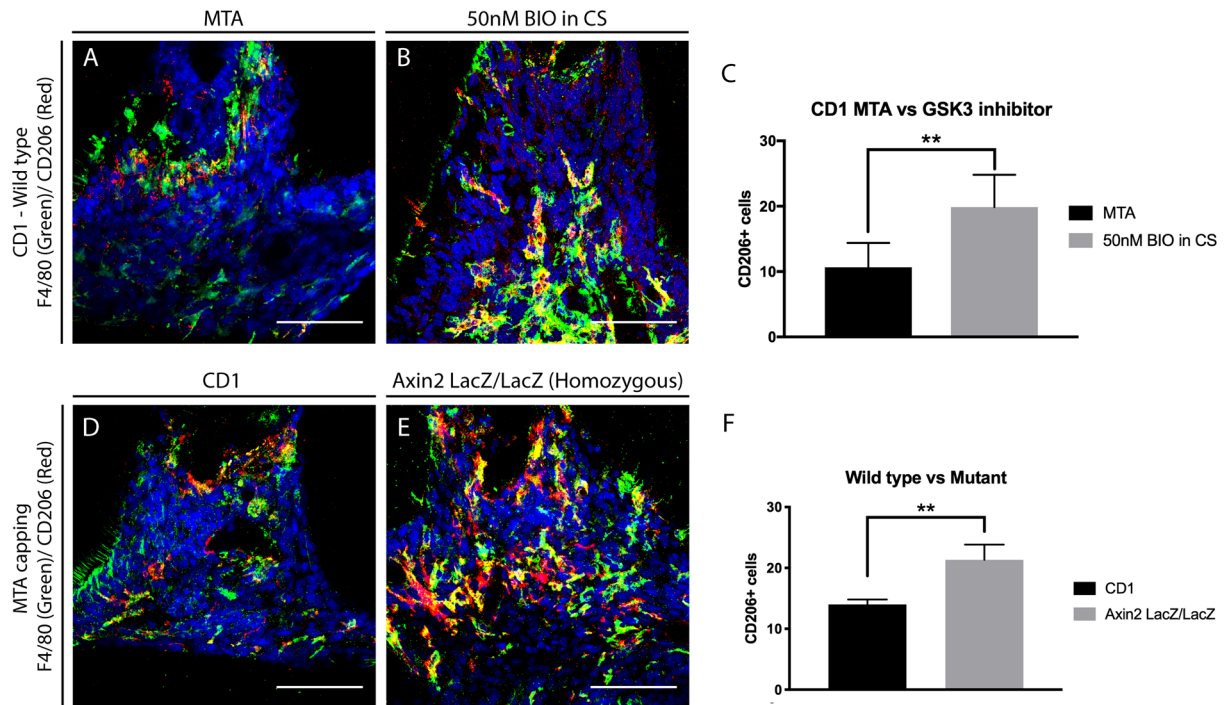 MTA
50nM BIO in CS
CD1 - Wild type
F4/80 (Green)/ CD206 (Red)
A
B
C
CD1 MTA vs GSK3 inhibitor
**
30
20
10
0
CD206+ cells
MTA
50nM BIO in CS
CD1
Axin2 LacZ/LacZ (Homozygous)
MTA capping
F4/80 (Green)/ CD206 (Red)
D
E
F
Wild type vs Mutant
**
30
20
10
0
CD206+ cells
CD1
Axin2 LacZ/LacZ